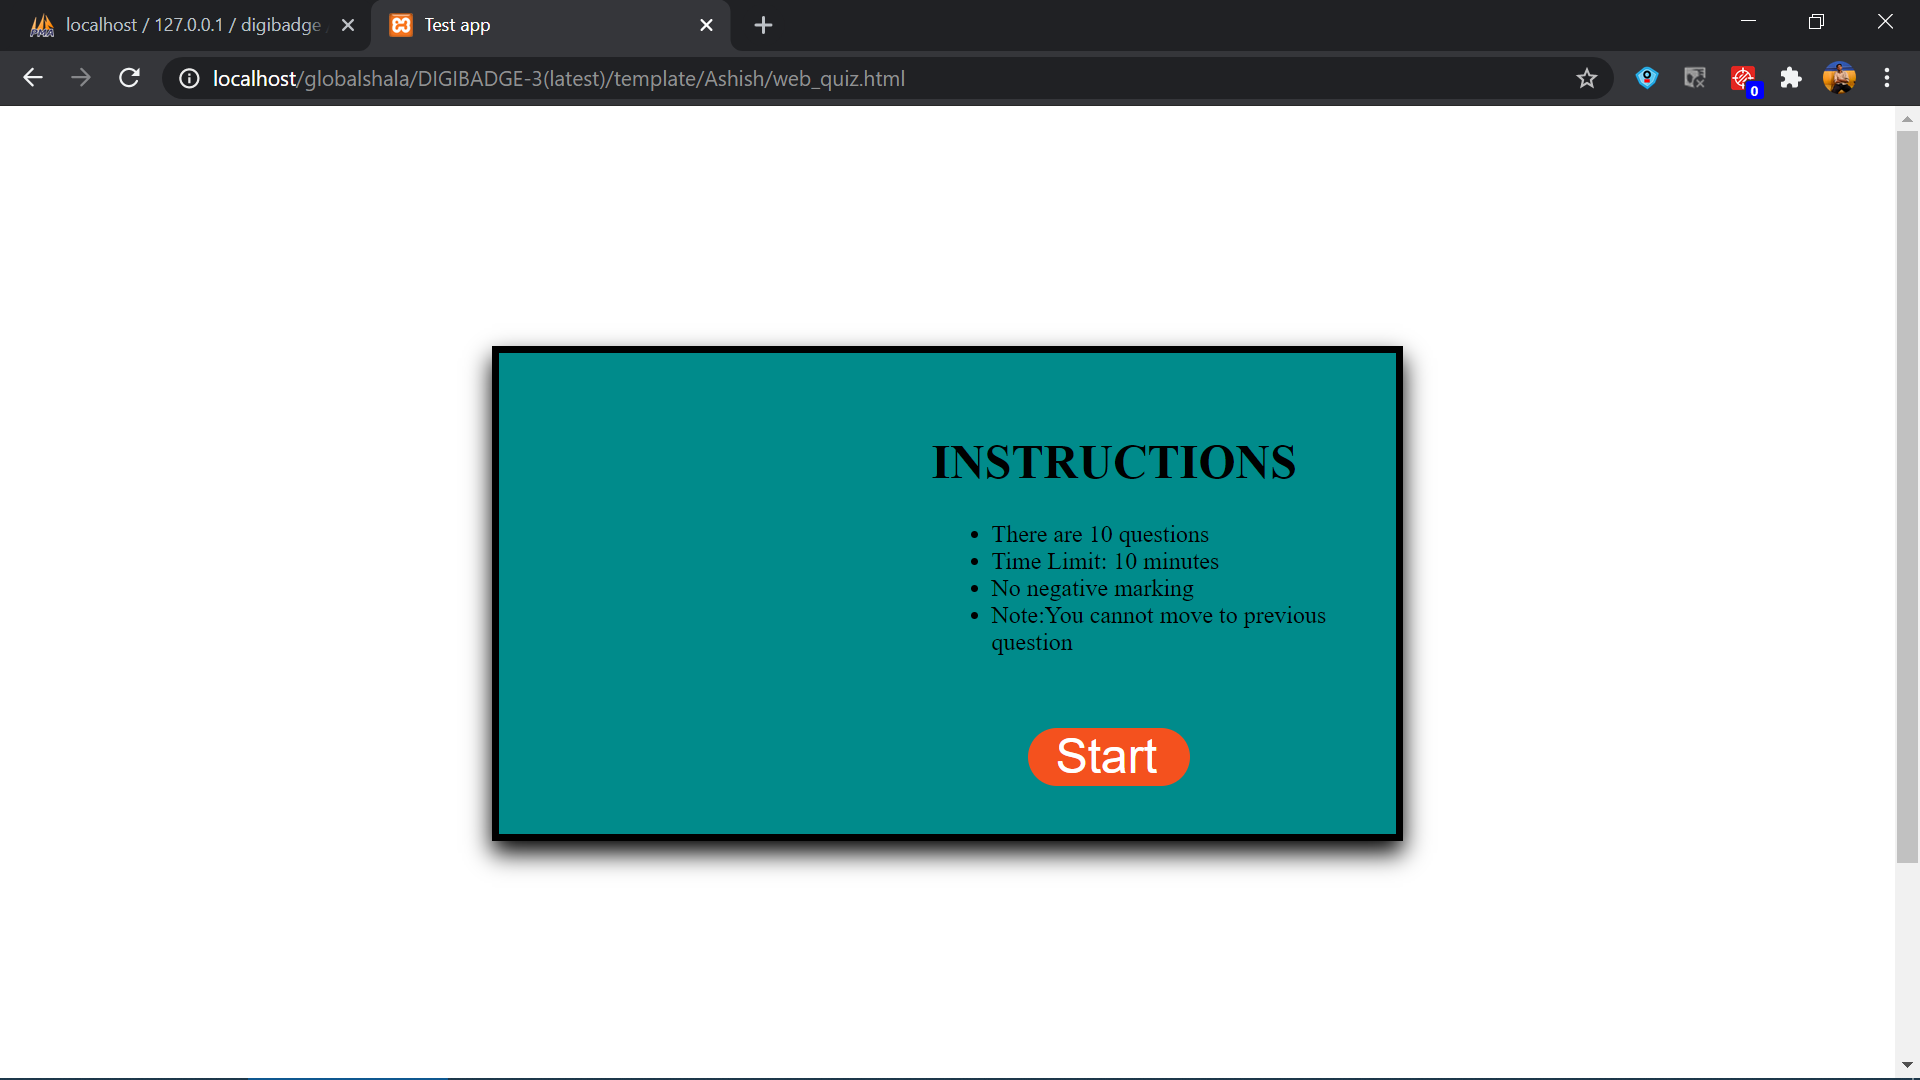 localhost / 127.0.0.1 / digibadge
Test app
localhost/globalshala/DIGIBADGE-3(latest)/template/Ashish/web_quiz.html
0
INSTRUCTIONS
• There are 10 questions
• Time Limit: 10 minutes
• No negative marking
• Note:You cannot move to previous
question
Start